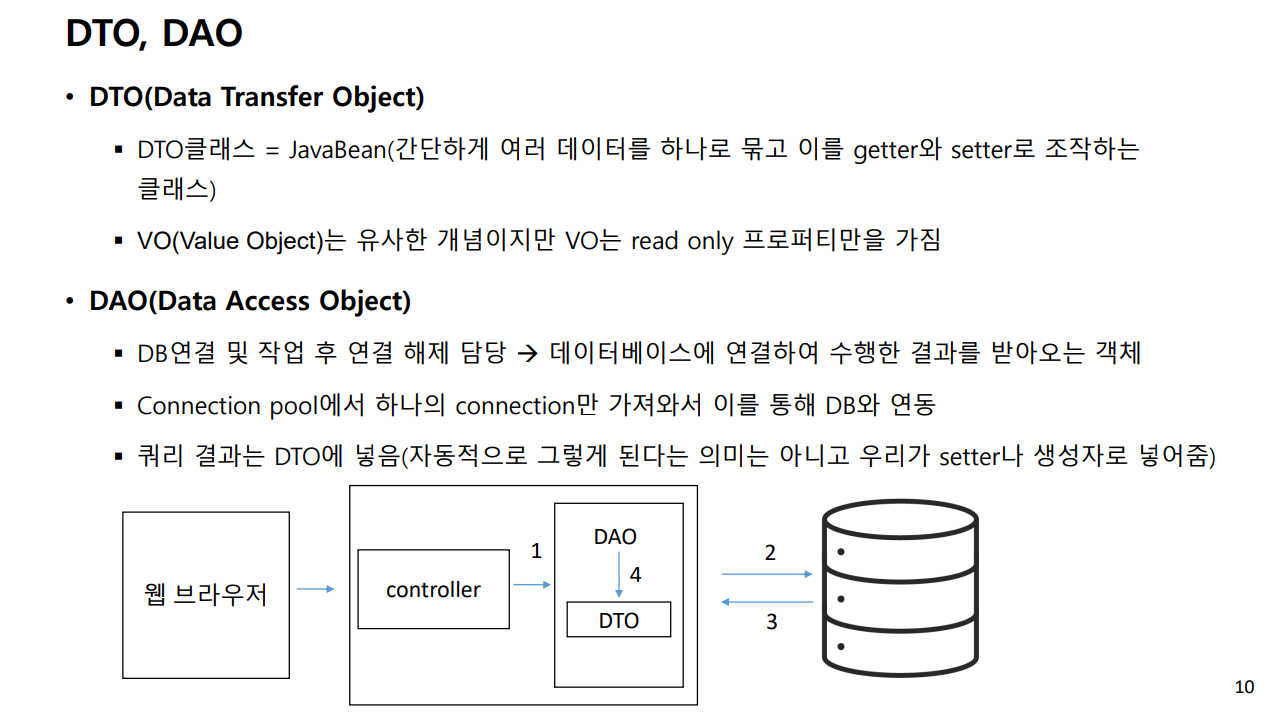 DTO, DAO
• DTO(Data Transfer Object)
▪ DTO클래스 = JavaBean(간단하게 여러 데이터를 하나로 묶고 이를 getter와 setter로 조작하는
클래스)
▪ VO(Value Object)는 유사한 개념이지만 VO는 read only 프로퍼티만을 가짐
• DAO(Data Access Object)
▪ DB연결 및 작업 후 연결 해제 담당 → 데이터베이스에 연결하여 수행한 결과를 받아오는 객체
▪ Connection pool에서 하나의 connection만 가져와서 이를 통해 DB와 연동
▪ 쿼리 결과는 DTO에 넣음(자동적으로 그렇게 된다는 의미는 아니고 우리가 setter나 생성자로 넣어줌)
웹 브라우저
controller
1
DAO
4
DTO
2
3
10